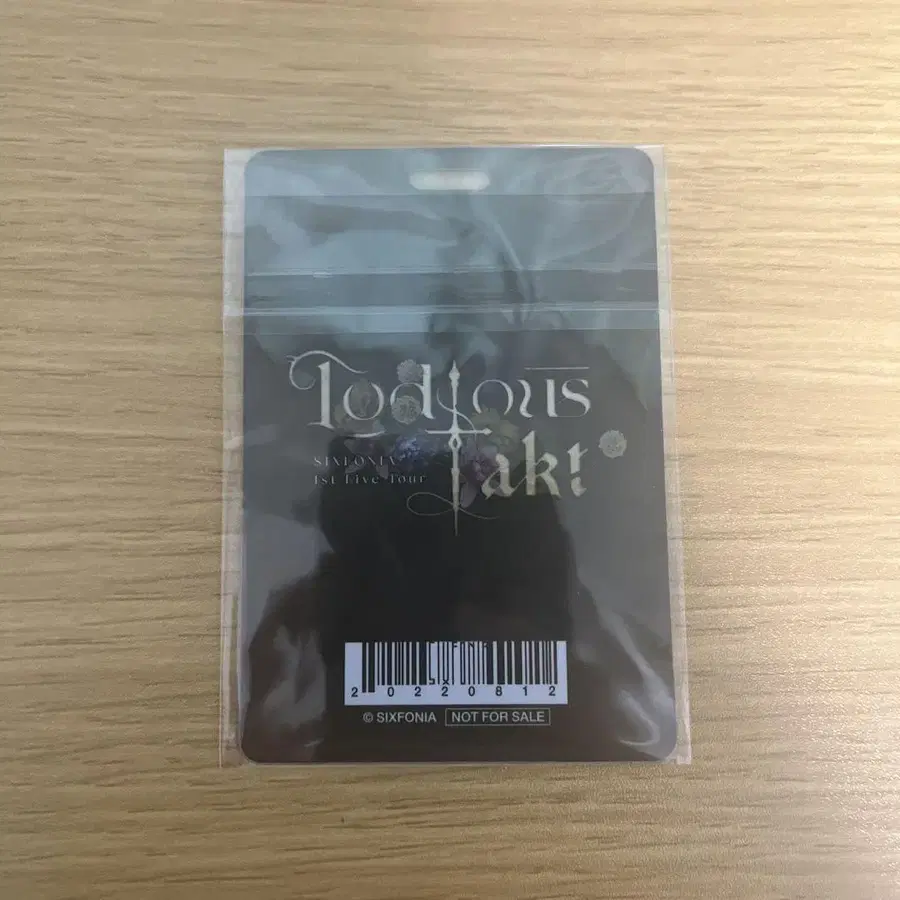 Todious
Takt
SIXFONIA
1st Live Tour
SIXFONIA
20220812
© SIXFONIA NOT FOR SALE